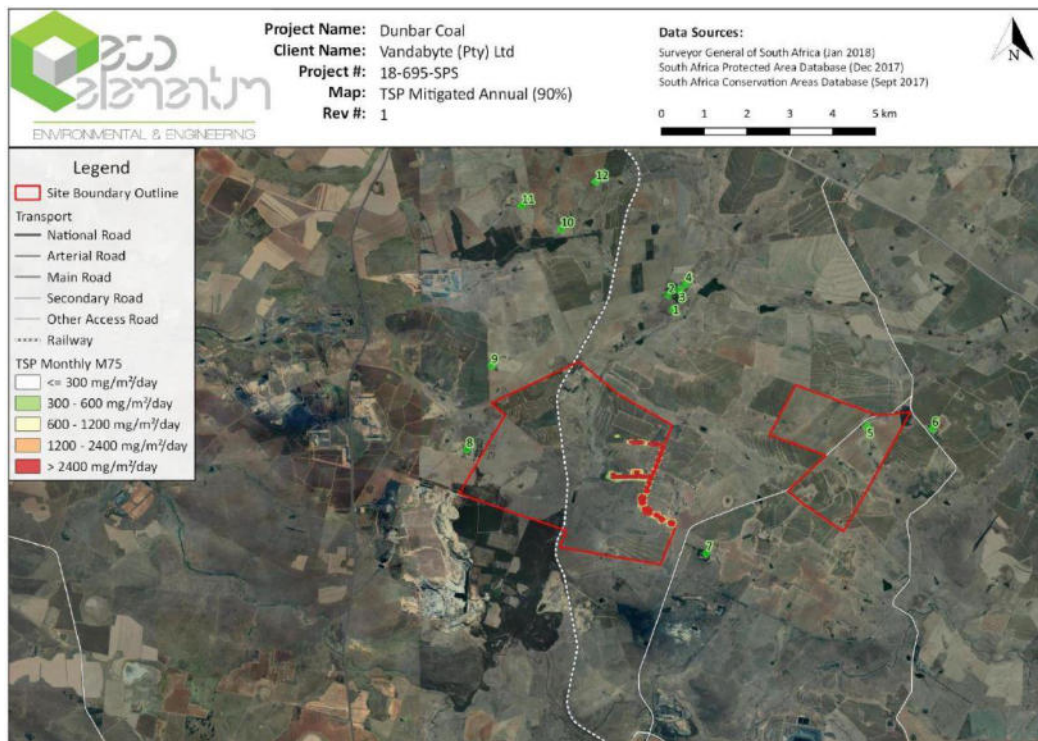 eco
elementum
ENVIRONMENTAL & ENGINEERING
Project Name: Dunbar Coal
Client Name: Vandabyte (Pty) Ltd
Project #: 18-695-SPS
Map: TSP Mitigated Annual (90%)
Rev #: 1
Data Sources:
Surveyor General of South Africa (Jan 2018)
South Africa Protected Area Database (Dec 2017)
South Africa Conservation Areas Database (Sept 2017)
0 1 2 3 4 5 km
N
Legend
Site Boundary Outline
Transport
National Road
Arterial Road
Main Road
Secondary Road
Other Access Road
Railway
TSP Monthly M75
<= 300 mg/m²/day
300 - 600 mg/m²/day
600 - 1200 mg/m²/day
1200 - 2400 mg/m²/day
> 2400 mg/m²/day
12
11
10
4
2
3
1
9
5
6
8
7